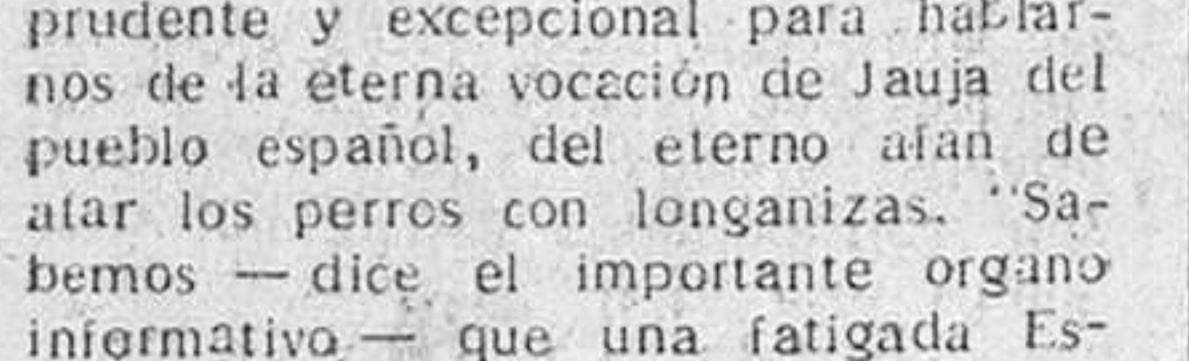 prudente y excepcional para hablar-
nos de la eterna vocación de Jauja del
pueblo español, del eterno afán de
atar los perros con longanizas. "Sa-
bemos — dice el importante organo
informativo — que una fatigada Es-